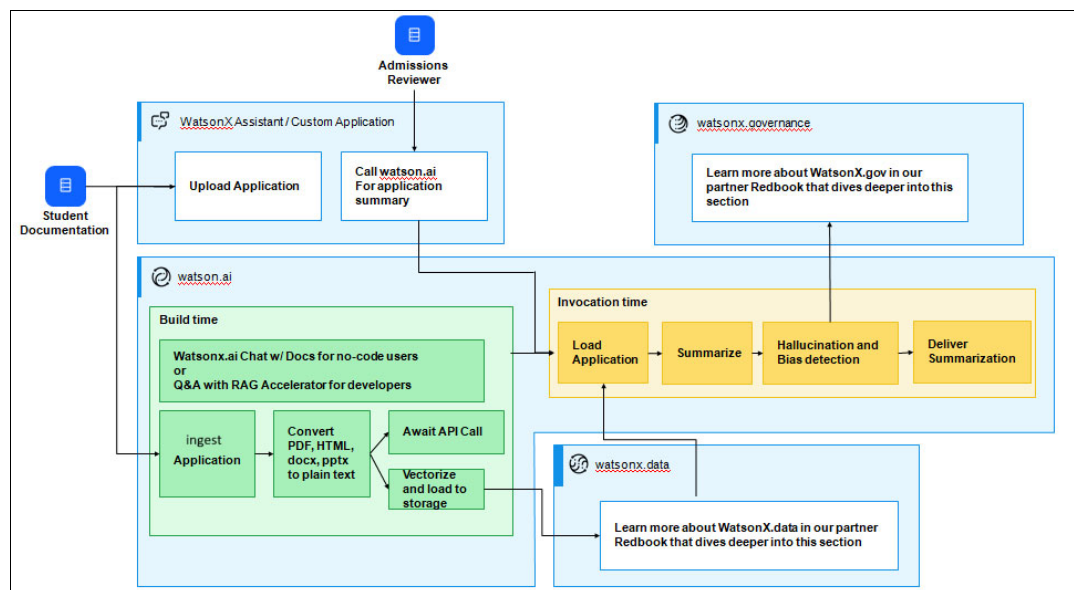 Admissions
Reviewer
WatsonX Assistant / Custom Application
Upload Application
Call watson.ai
For application
summary
Student
Documentation
watsonx.governance
Learn more about WatsonX.gov in our
partner Redbook that dives deeper into this
section
watson.ai
Build time
Watsonx.ai Chat w/ Docs for no-code users
or
Q&A with RAG Accelerator for developers
ingest
Application
Convert
PDF, HTML,
docx, pptx
to plain text
Await API Call
Vectorize
and load to
storage
Invocation time
Load
Application
Summarize
Hallucination and
Bias detection
Deliver
Summarization
watsonx.data
Learn more about WatsonX.data in our partner
Redbook that dives deeper into this section